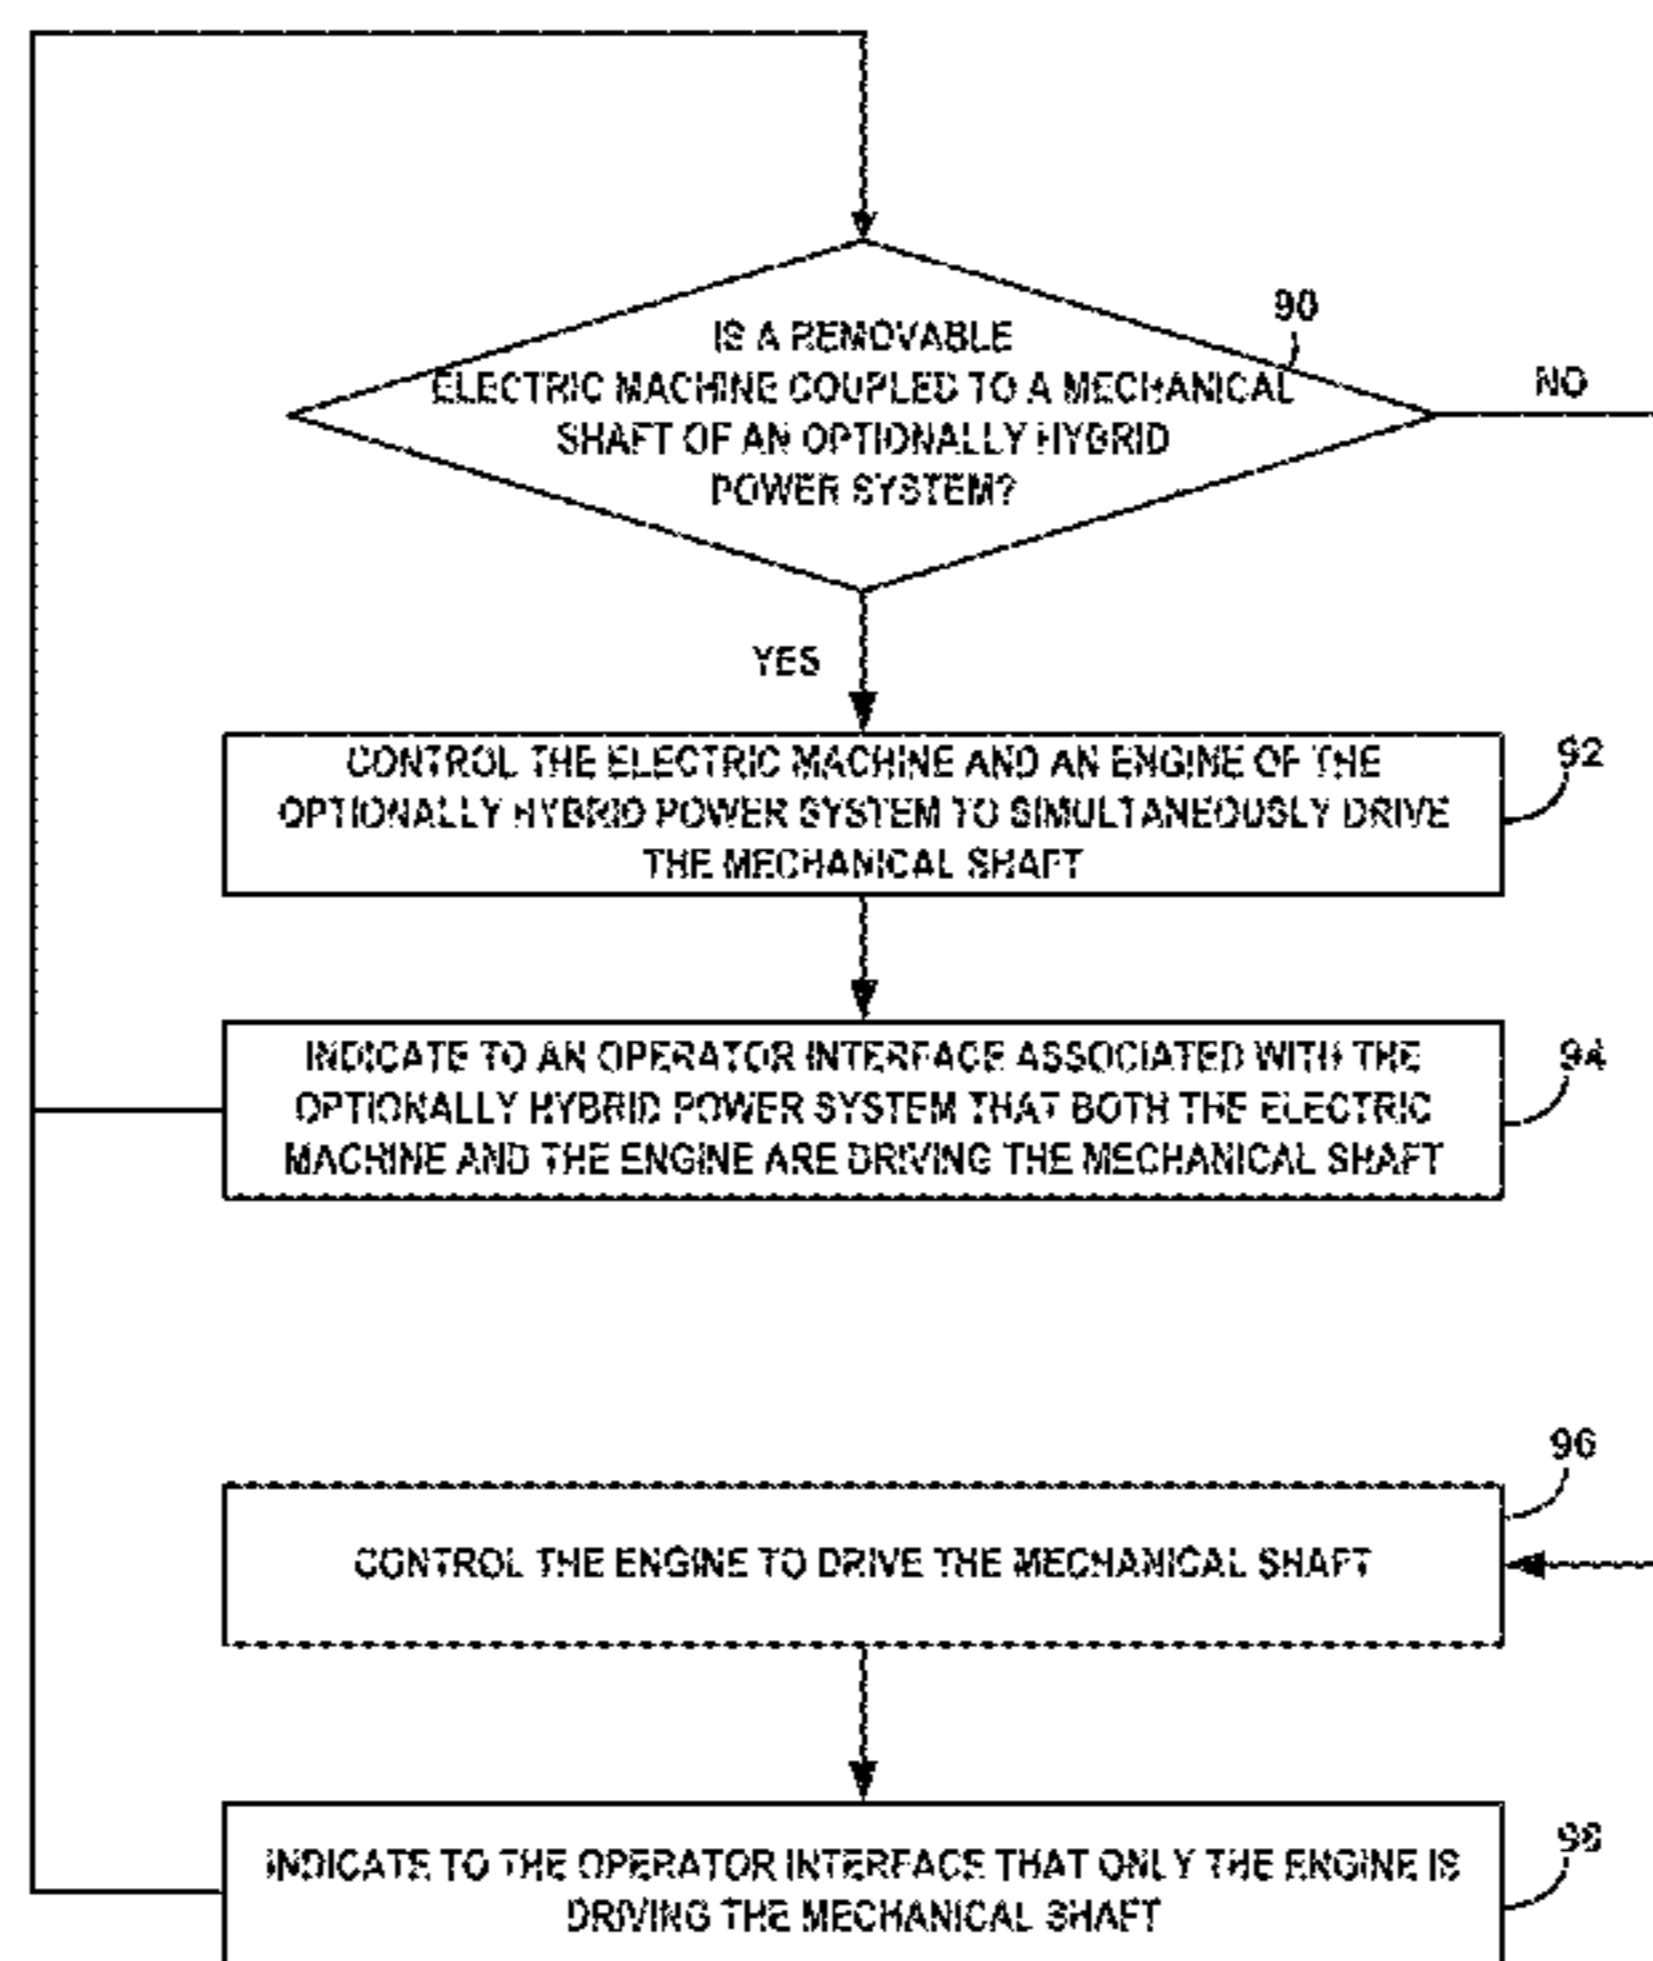 90
IS A REMOVABLE
ELECTRIC MACHINE COUPLED TO A MECHANICAL
SHAFT OF AN OPTIONALLY HYBRID
POWER SYSTEM?
NO
YES
CONTROL THE ELECTRIC MACHINE AND AN ENGINE OF THE
OPTIONALLY HYBRID POWER SYSTEM TO SIMULTANEOUSLY DRIVE
THE MECHANICAL SHAFT
92
INDICATE TO AN OPERATOR INTERFACE ASSOCIATED WITH THE
OPTIONALLY HYBRID POWER SYSTEM THAT BOTH THE ELECTRIC
MACHINE AND THE ENGINE ARE DRIVING THE MECHANICAL SHAFT
94
96
CONTROL THE ENGINE TO DRIVE THE MECHANICAL SHAFT
INDICATE TO THE OPERATOR INTERFACE THAT ONLY THE ENGINE IS
DRIVING THE MECHANICAL SHAFT
98